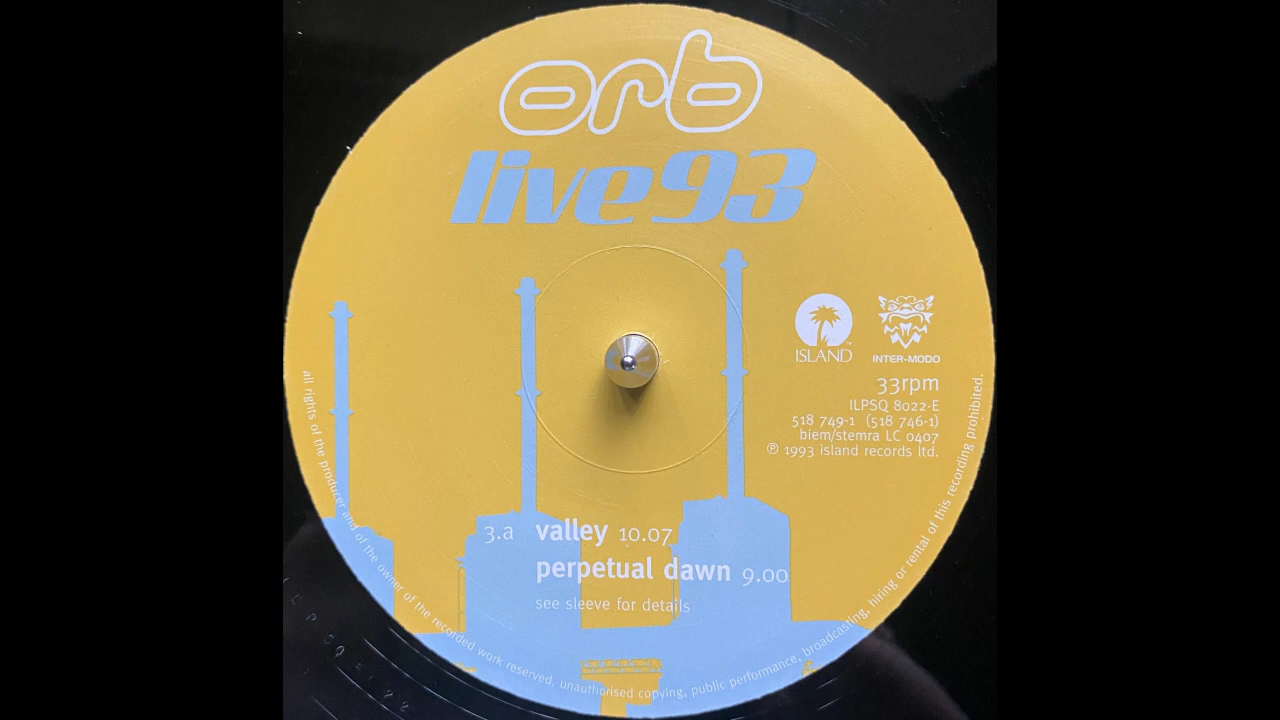 orb
live93
ISLAND
INTER-MODO
33rpm
ILPSQ 8022-E
518 749-1 (518 746-1)
biem/stemra LC 0407
℗ 1993 island records ltd.
3.a valley 10.07
perpetual dawn 9.00
see sleeve for details
all rights of the producer and of the owner of the recorded work reserved, unauthorised copying, public performance, broadcasting, hiring or rental of this recording prohibited.